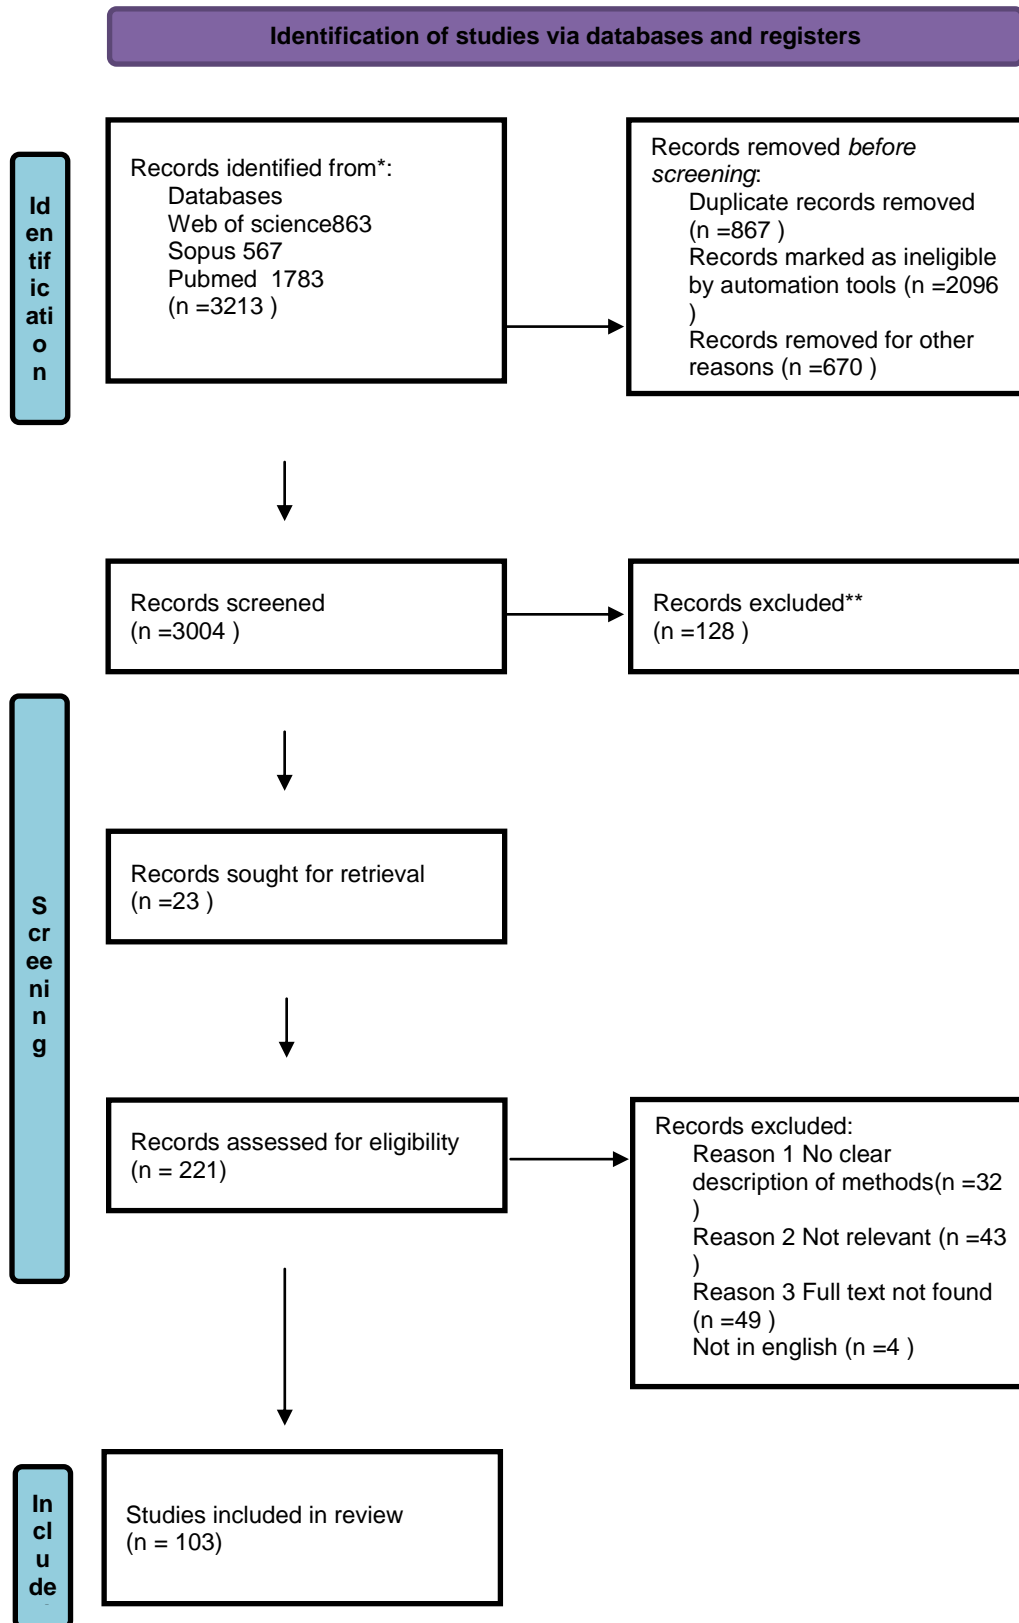 Identification of studies via databases and registers
Id
en
tif
ic
ati
o
n
Records identified from*:
Databases
Web of science863
Sopus 567
Pubmed 1783
(n =3213 )
Records removed before
screening:
Duplicate records removed
(n =867 )
Records marked as ineligible
by automation tools (n =2096
)
Records removed for other
reasons (n =670 )
Records screened
(n =3004 )
Records excluded**
(n =128 )
S
cr
ee
ni
n
g
Records sought for retrieval
(n =23 )
Records assessed for eligibility
(n = 221)
Records excluded:
Reason 1 No clear
description of methods(n =32
)
Reason 2 Not relevant (n =43
)
Reason 3 Full text not found
(n =49 )
Not in english (n =4 )
In
cl
u
de
Studies included in review
(n = 103)